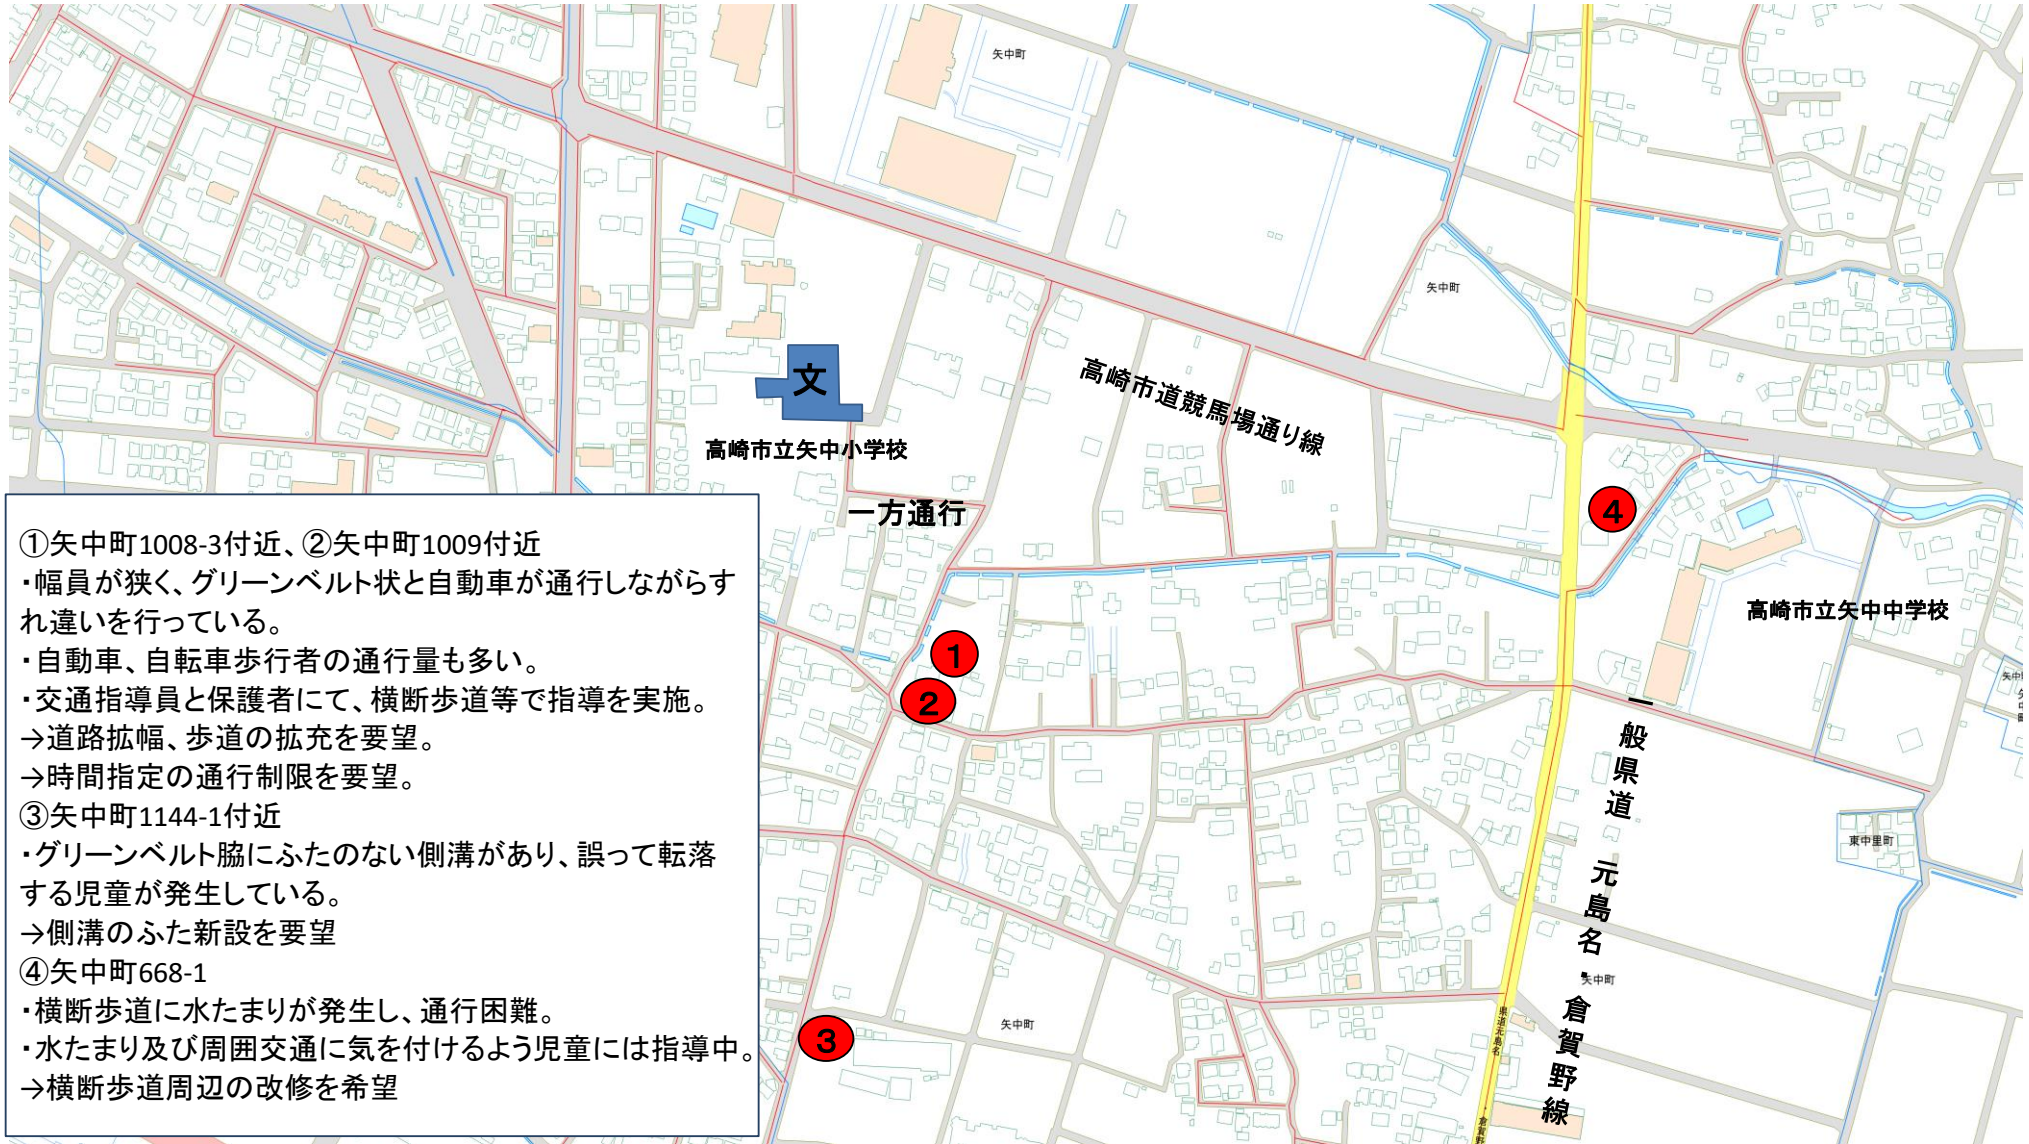 矢中町
矢中町
文
高崎市道競馬場通り線
高崎市立矢中小学校
一方通行
4
高崎市立矢中中学校
①矢中町1008-3付近、②矢中町1009付近
・幅員が狭く、グリーンベルト状と自動車が通行しながらす
れ違いを行っている。
・自動車、自転車歩行者の通行量も多い。
・交通指導員と保護者にて、横断歩道等で指導を実施。
→道路拡幅、歩道の拡充を要望。
→時間指定の通行制限を要望。
③矢中町1144-1付近
・グリーンベルト脇にふたのない側溝があり、誤って転落
する児童が発生している。
→側溝のふた新設を要望
④矢中町668-1
・横断歩道に水たまりが発生し、通行困難。
・水たまり及び周囲交通に気を付けるよう児童には指導中。
→横断歩道周辺の改修を希望
1
2
3
一般県道 元島名・倉賀野線
東中里町
矢中町
矢中町
県道元島名